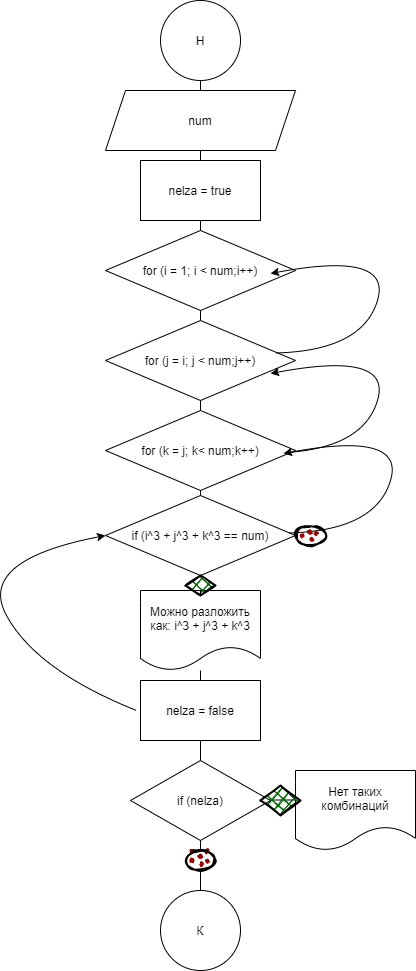 Н
num
nelza = true
for (i = 1; i < num;i++)
for (j = i; j < num;j++)
for (k = j; k< num;k++)
if (i^3 + j^3 + k^3 == num)
Можно разложить
как: i^3 + j^3 + k^3
nelza = false
if (nelza)
Нет таких
комбинаций
К